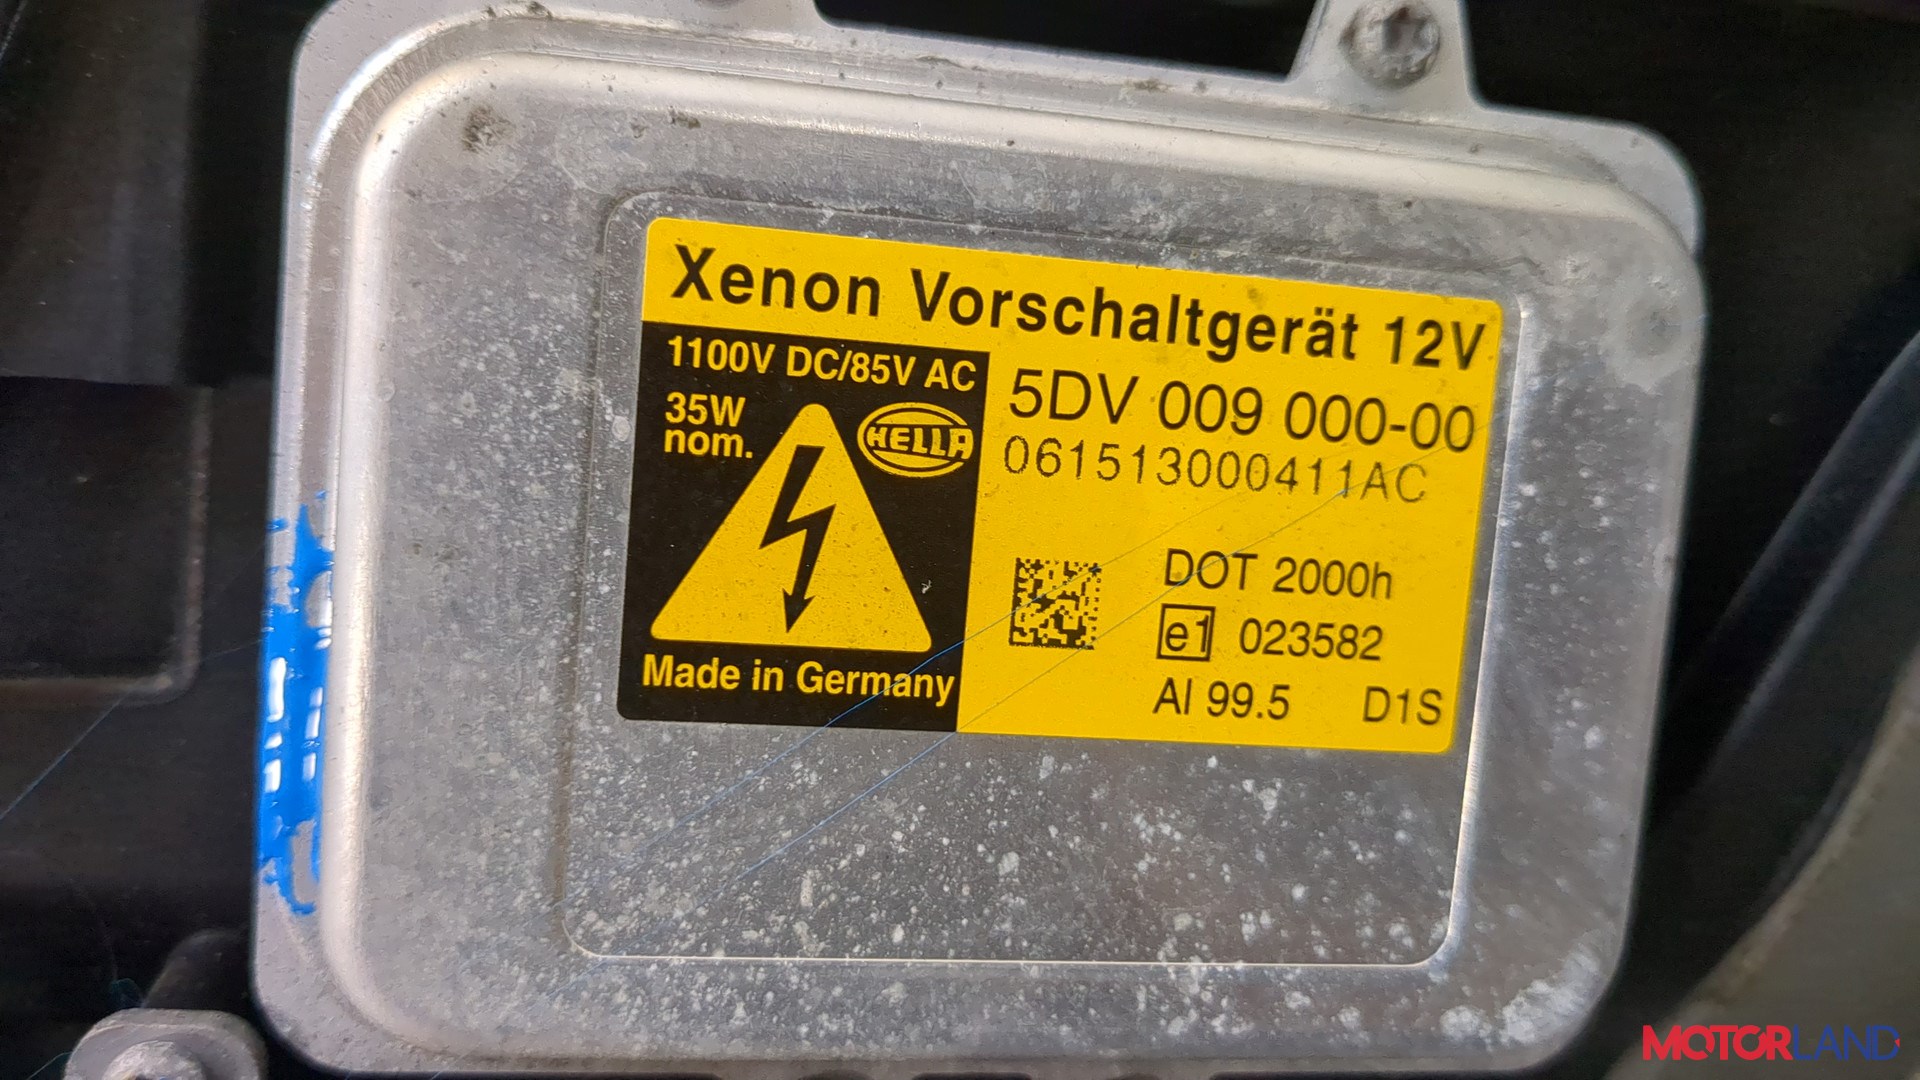 Xenon Vorschaltgerät 12V
1100V DC/85V AC
35W
nom.
HELLA
Made in Germany
5DV 009 000-00
061513000411AC
DOT 2000h
e1 023582
Al 99.5 D1S
MOTORLAND